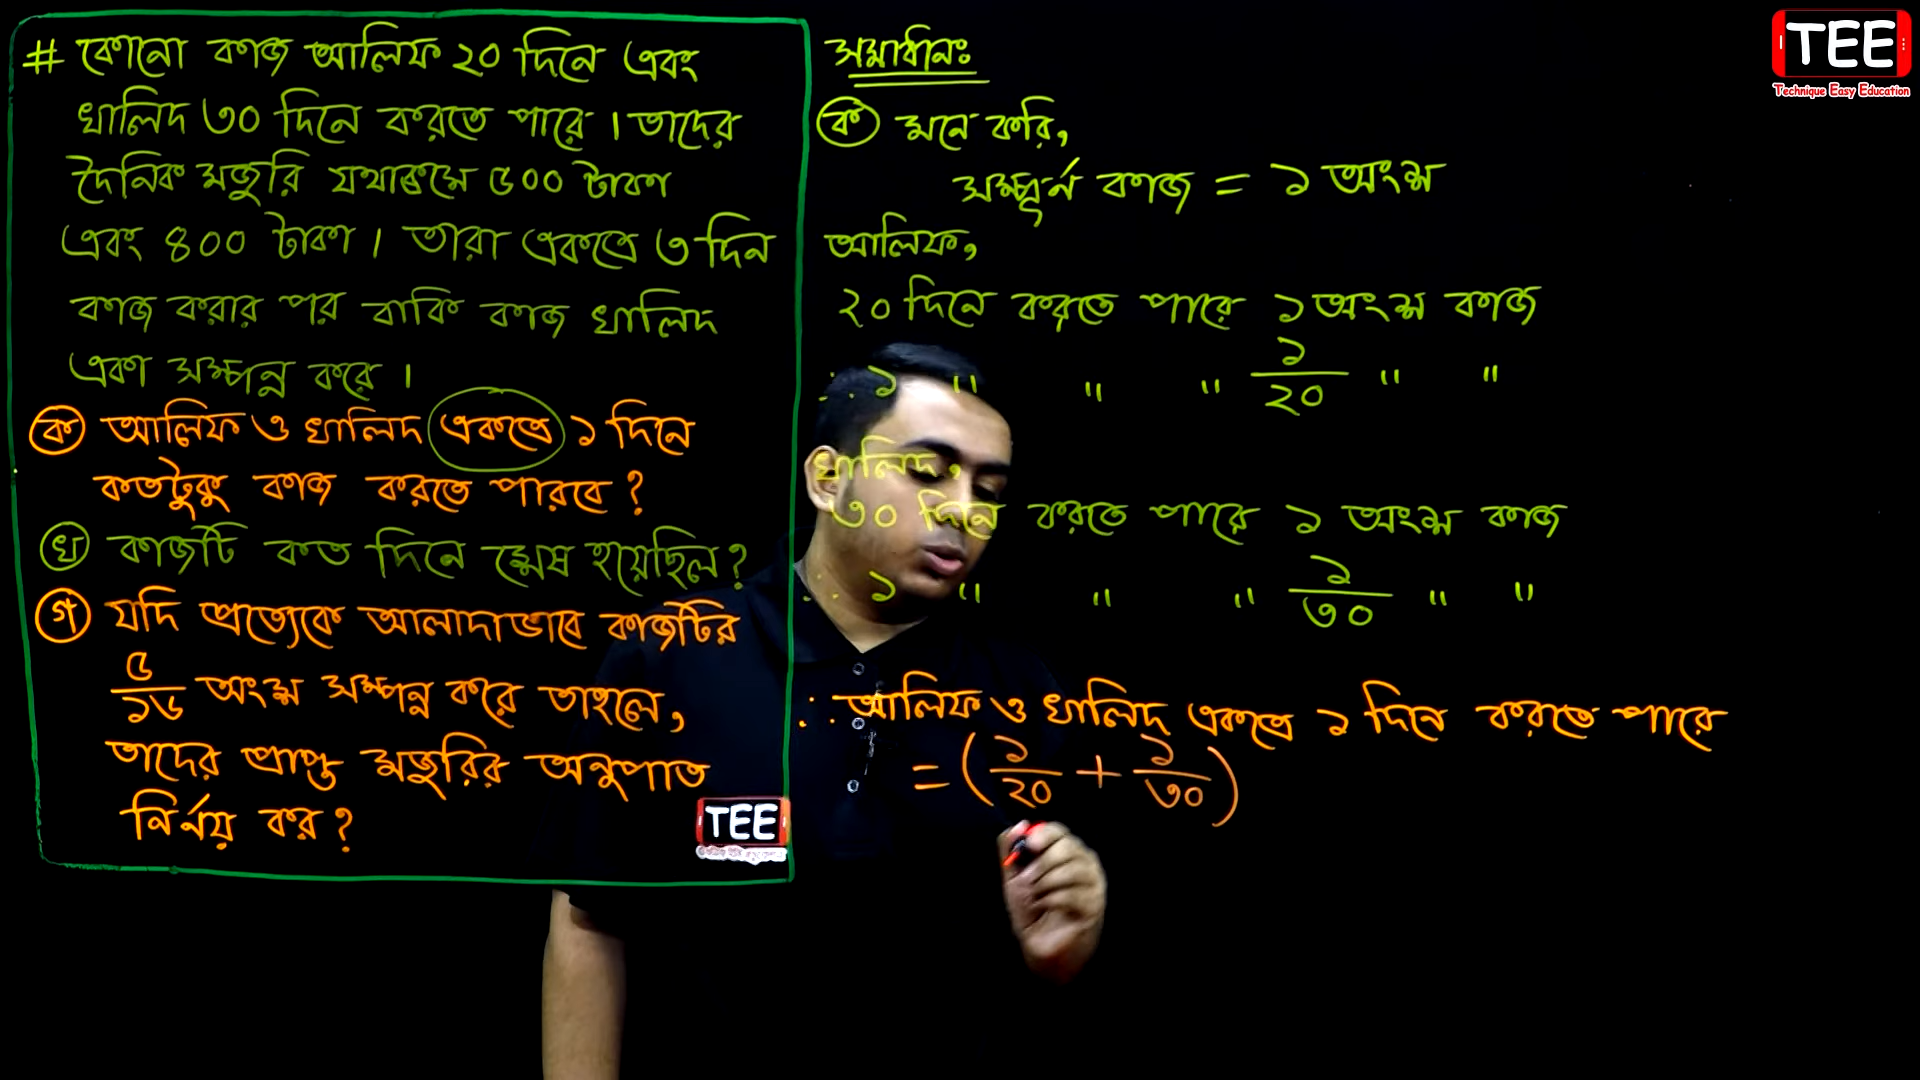 # কোনো কাজ আলিফ ২০ দিনে এবং
খালিদ ৩০ দিনে করতে পারে । তাদের
দৈনিক মজুরি যথাক্রমে ৫০০ টাকা
এবং ৪০০ টাকা । তারা একত্রে ৩ দিন
কাজ করার পর বাকি কাজ খালিদ
একা সম্পন্ন করে ।
ক আলিফ ও খালিদ একত্রে ১ দিনে
কতটুকু কাজ করতে পারবে ?
খ কাজটি কত দিনে শেষ হয়েছিল ?
গ যদি প্রত্যেকে আলাদাভাবে কাজটির
৫/১৬ অংশ সম্পন্ন করে তাহলে,
তাদের প্রাপ্ত মজুরির অনুপাত
নির্ণয় কর ?
TEE
সমাধানঃ
ক মনে করি,
সম্পূর্ন কাজ = ১ অংশ
আলিফ,
২০ দিনে করতে পারে ১ অংশ কাজ
∴ ১ " " " ১/২০ " "
খালিদ,
৩০ দিনে করতে পারে ১ অংশ কাজ
∴ ১ " " " ১/৩০ " "
∴ আলিফ ও খালিদ একত্রে ১ দিনে করতে পারে
= (১/২০ + ১/৩০)
TEE
Technique Easy Education